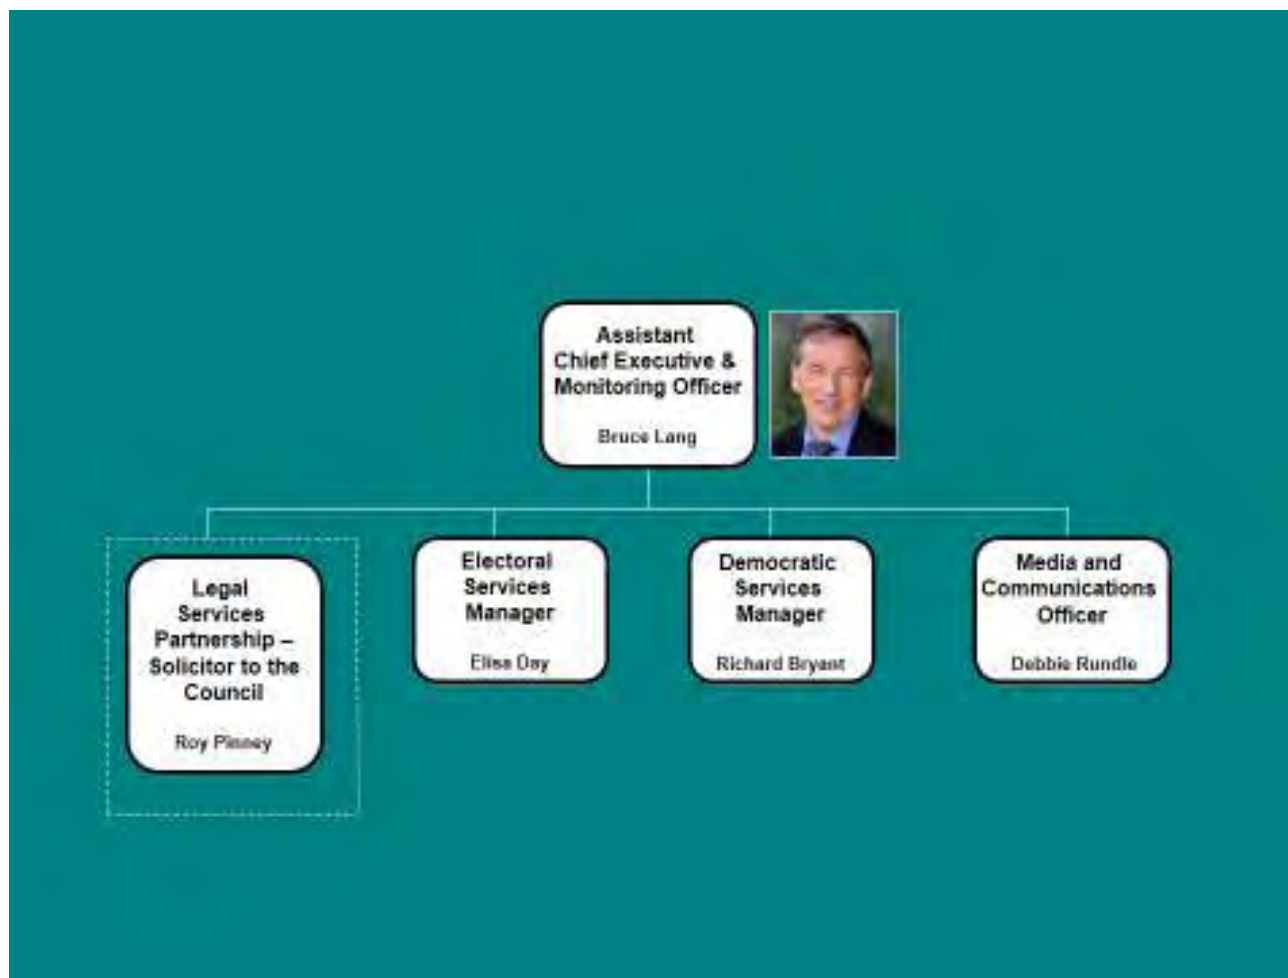 Assistant
Chief Executive &
Monitoring Officer
Bruce Lang
Legal
Services
Partnership –
Solicitor to the
Council
Roy Pinney
Electoral
Services
Manager
Elisa Day
Democratic
Services
Manager
Richard Bryant
Media and
Communications
Officer
Debbie Rundle